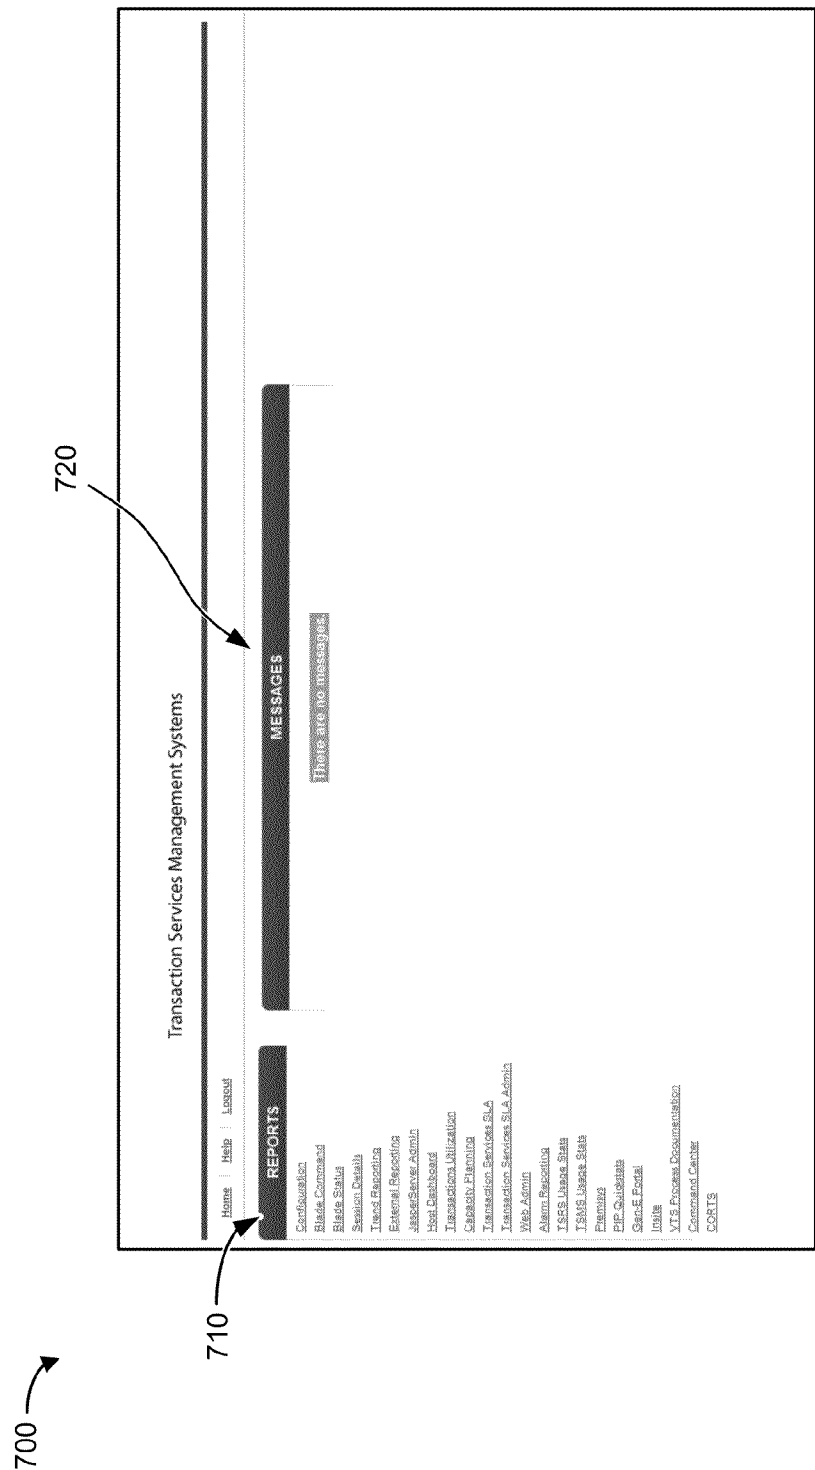 700
710
720
Transaction Services Management Systems
Home | Help | Logout
REPORTS
Configuration
Blade Command
Blade Status
Session Details
Trend Reporting
External Reporting
JasperServer Admin
Host Dashboard
Transactions Utilization
Capacity Planning
Transaction Services SLA
Transaction Services SLA Admin
Web Admin
Alarm Reporting
TSRS Usage Stats
TSMS Usage Stats
Premisys
PIP Quickstats
Gen-E Portal
Insite
VTS Process Documentation
Command Center
CORTS
MESSAGES
There are no messages.